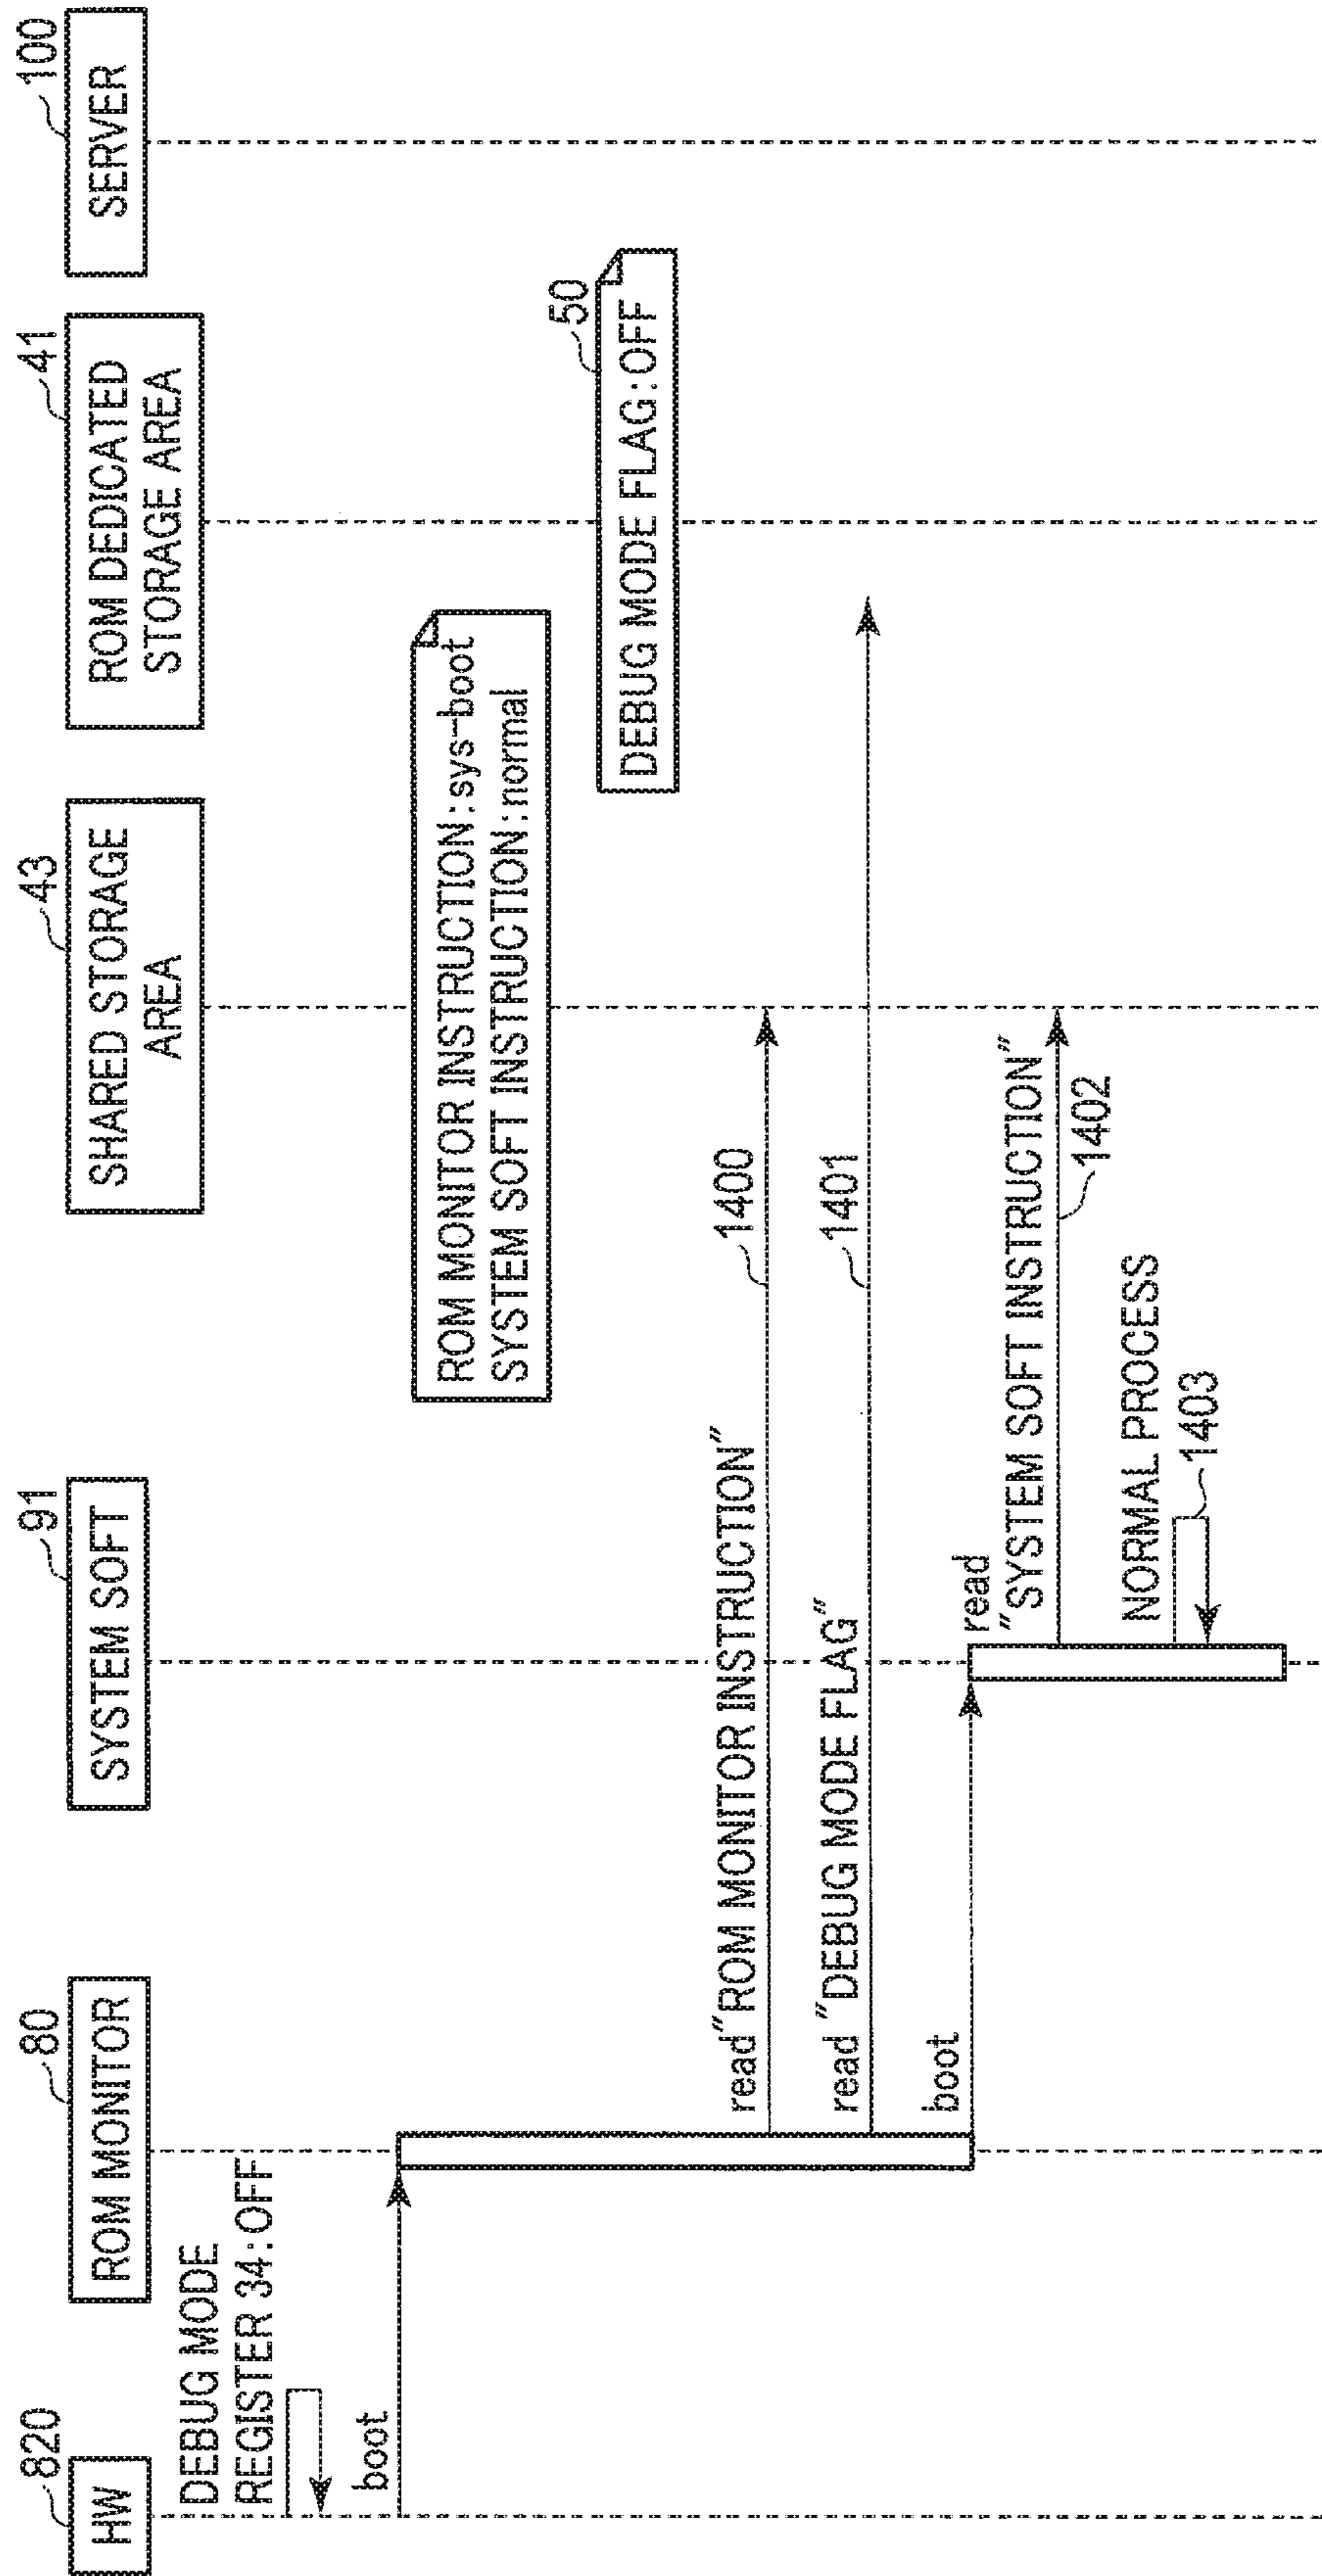 820
HW
80
ROM MONITOR
91
SYSTEM SOFT
43
SHARED STORAGE
AREA
41
ROM DEDICATED
STORAGE AREA
100
SERVER
DEBUG MODE
REGISTER 34:OFF
boot
ROM MONITOR INSTRUCTION:sys-boot
SYSTEM SOFT INSTRUCTION:normal
50
DEBUG MODE FLAG:OFF
read"ROM MONITOR INSTRUCTION"
1400
read "DEBUG MODE FLAG"
1401
boot
read
"SYSTEM SOFT INSTRUCTION"
1402
NORMAL PROCESS
1403